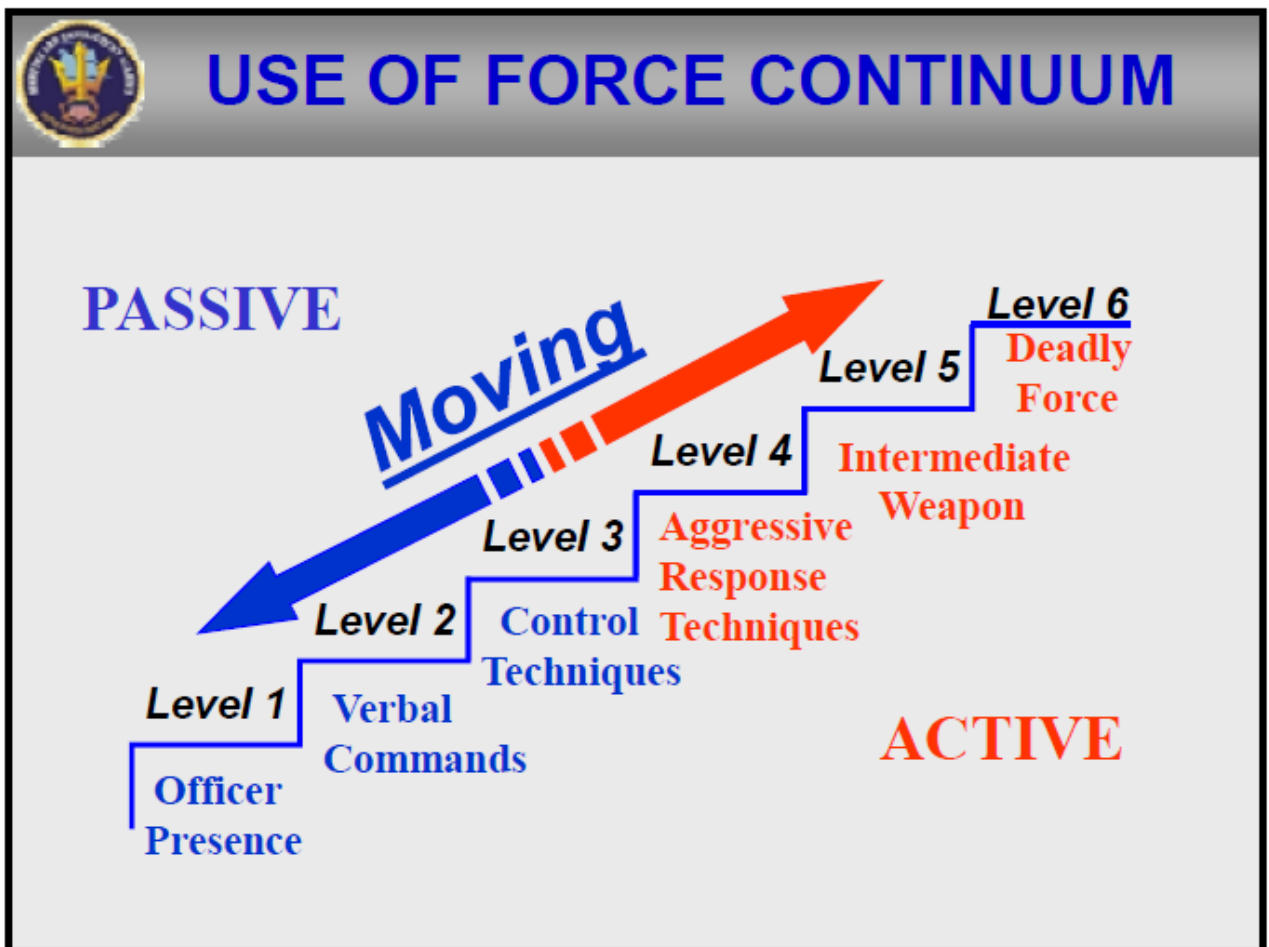 USE OF FORCE CONTINUUM
PASSIVE
Moving
Level 6
Deadly
Force
Level 5
Intermediate
Weapon
Level 4
Aggressive
Response
Techniques
Level 3
Control
Techniques
Level 2
Verbal
Commands
Level 1
Officer
Presence
ACTIVE